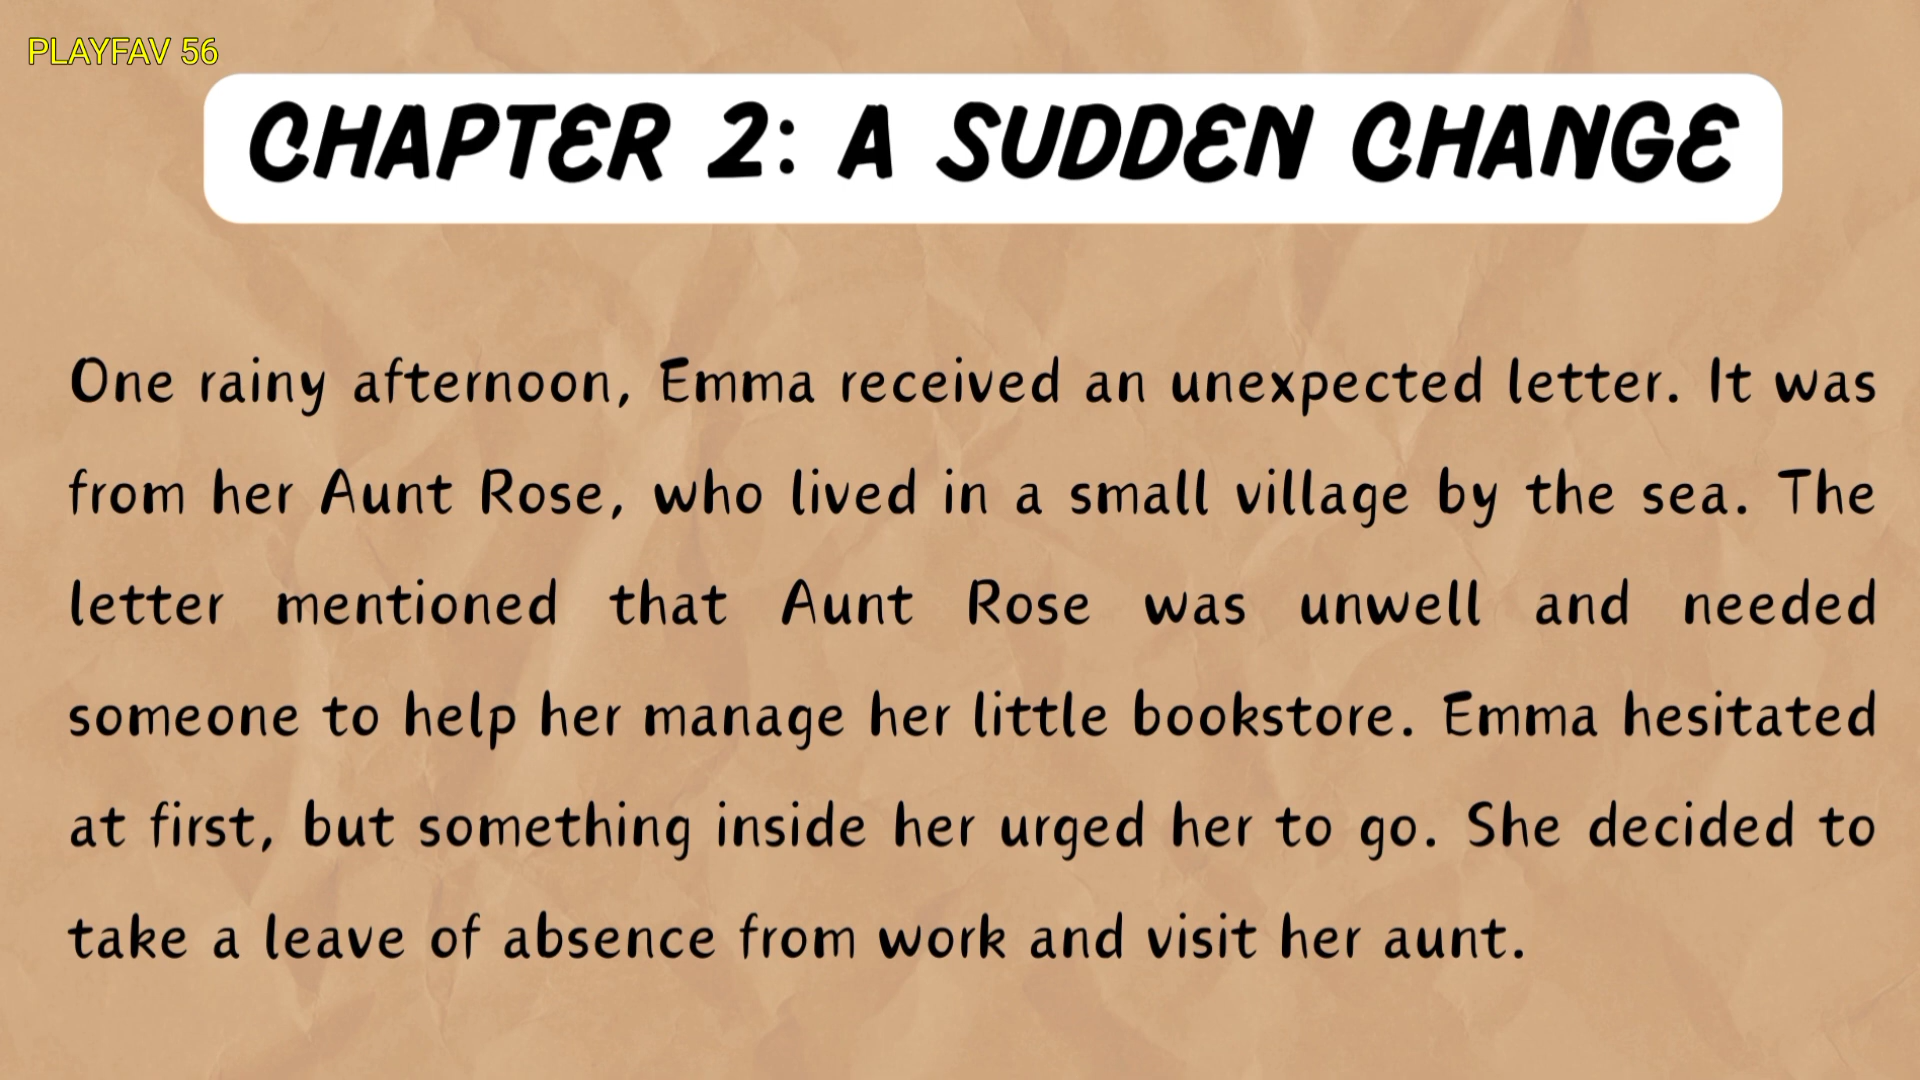 PLAYFAV 56
CHAPTER 2: A SUDDEN CHANGE
One rainy afternoon, Emma received an unexpected letter. It was
from her Aunt Rose, who lived in a small village by the sea. The
letter mentioned that Aunt Rose was unwell and needed
someone to help her manage her little bookstore. Emma hesitated
at first, but something inside her urged her to go. She decided to
take a leave of absence from work and visit her aunt.